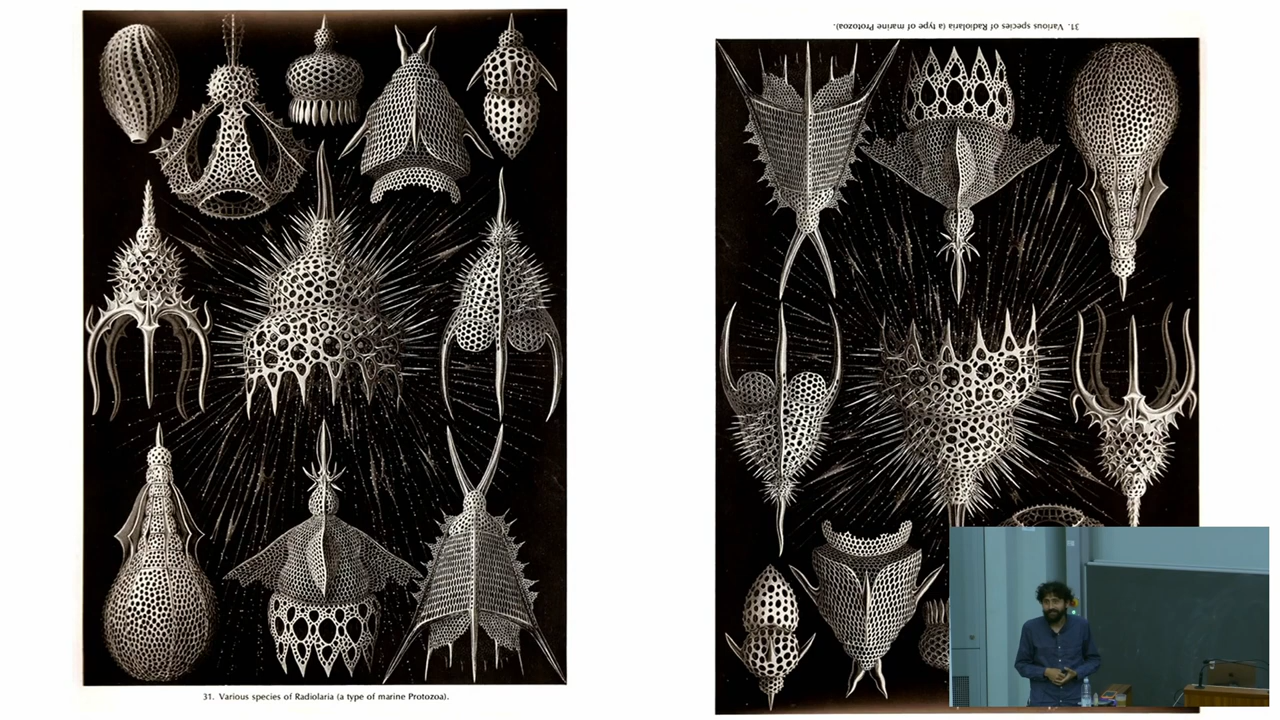 31. Various species of Radiolaria (a type of marine Protozoa).
31. Various species of Radiolaria (a type of marine Protozoa).